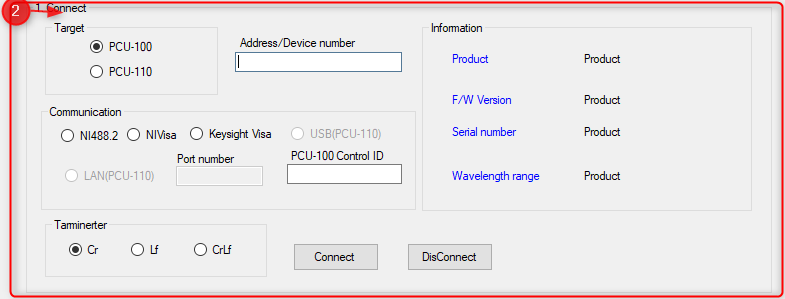 2
1. Connect
Target
PCU-100
PCU-110
Address/Device number
Information
Product Product
F/W Version Product
Serial number Product
Wavelength range Product
Communication
NI488.2 NIVisa Keysight Visa USB(PCU-110)
LAN(PCU-110) Port number PCU-100 Control ID
Tarminerter
Cr Lf CrLf
Connect DisConnect